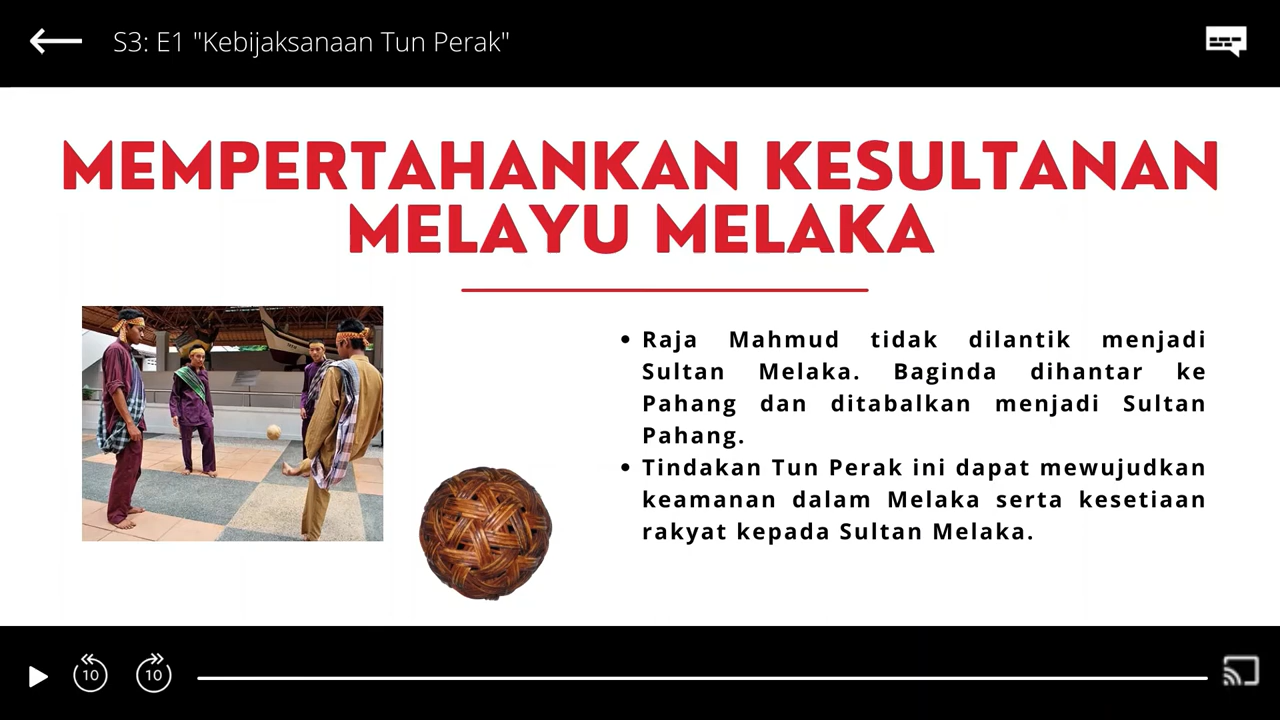 S3: E1 "Kebijaksanaan Tun Perak"
MEMPERTAHANKAN KESULTANAN
MELAYU MELAKA
• Raja Mahmud tidak dilantik menjadi
Sultan Melaka. Baginda dihantar ke
Pahang dan ditabalkan menjadi Sultan
Pahang.
• Tindakan Tun Perak ini dapat mewujudkan
keamanan dalam Melaka serta kesetiaan
rakyat kepada Sultan Melaka.
10 10